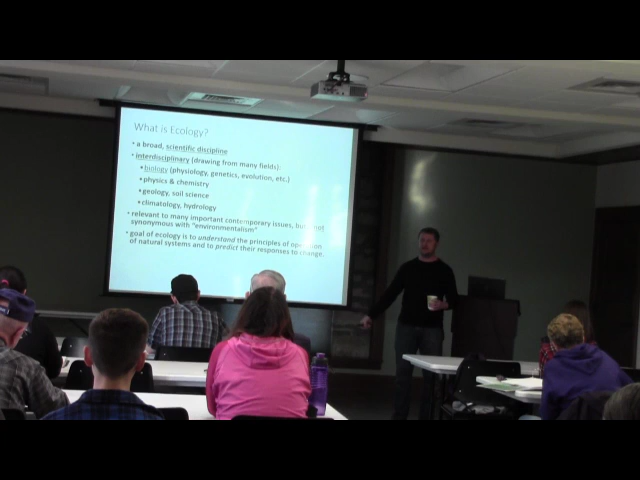 What is Ecology?
• a broad, scientific discipline
• interdisciplinary (drawing from many fields):
• biology (physiology, genetics, evolution, etc.)
• physics & chemistry
• geology, soil science
• climatology, hydrology
• relevant to many important contemporary issues, but not
synonymous with "environmentalism"
• goal of ecology is to understand the principles of operation
of natural systems and to predict their responses to change.